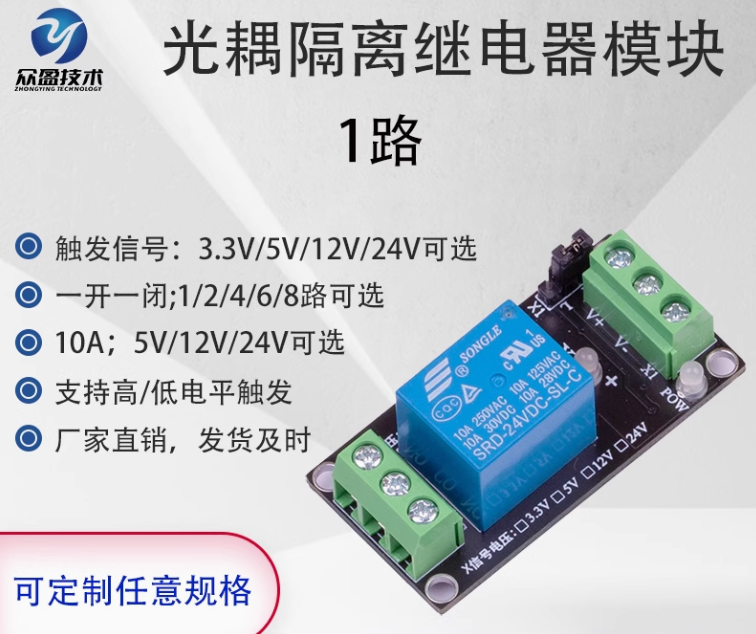 众盈技术
ZHONGYING TECHNOLOGY
光耦隔离继电器模块
1路
触发信号：3.3V/5V/12V/24V可选
一开一闭;1/2/4/6/8路可选
10A；5V/12V/24V可选
支持高/低电平触发
厂家直销，发货及时
可定制任意规格
SONGLE
®
CQC
c RU US
1
10A 250VAC 10A 125VAC
10A 30VDC 10A 28VDC
SRD-24VDC-SL-C
X1
V+
V-
X1
POW
+
X信号电压：□3.3V □5V □12V □24V